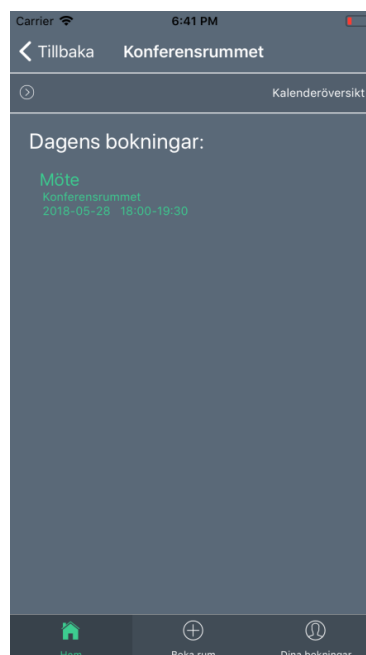 Carrier 6:41 PM
Tillbaka Konferensrummet
Kalenderöversikt
Dagens bokningar:
Möte
Konferensrummet
2018-05-28 18:00-19:30
Hem Boka rum Dina bokningar